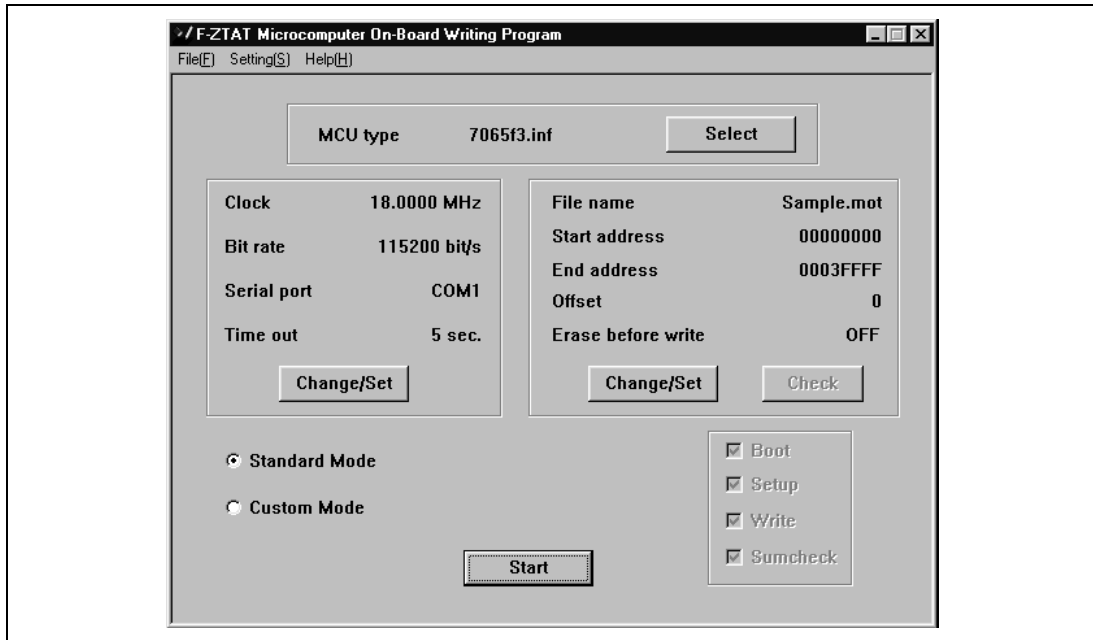 F-ZTAT Microcomputer On-Board Writing Program
File(F) Setting(S) Help(H)
MCU type 7065f3.inf Select
Clock 18.0000 MHz
Bit rate 115200 bit/s
Serial port COM1
Time out 5 sec.
Change/Set
File name Sample.mot
Start address 00000000
End address 0003FFFF
Offset 0
Erase before write OFF
Change/Set Check
Standard Mode
Custom Mode
Boot
Setup
Write
Sumcheck
Start